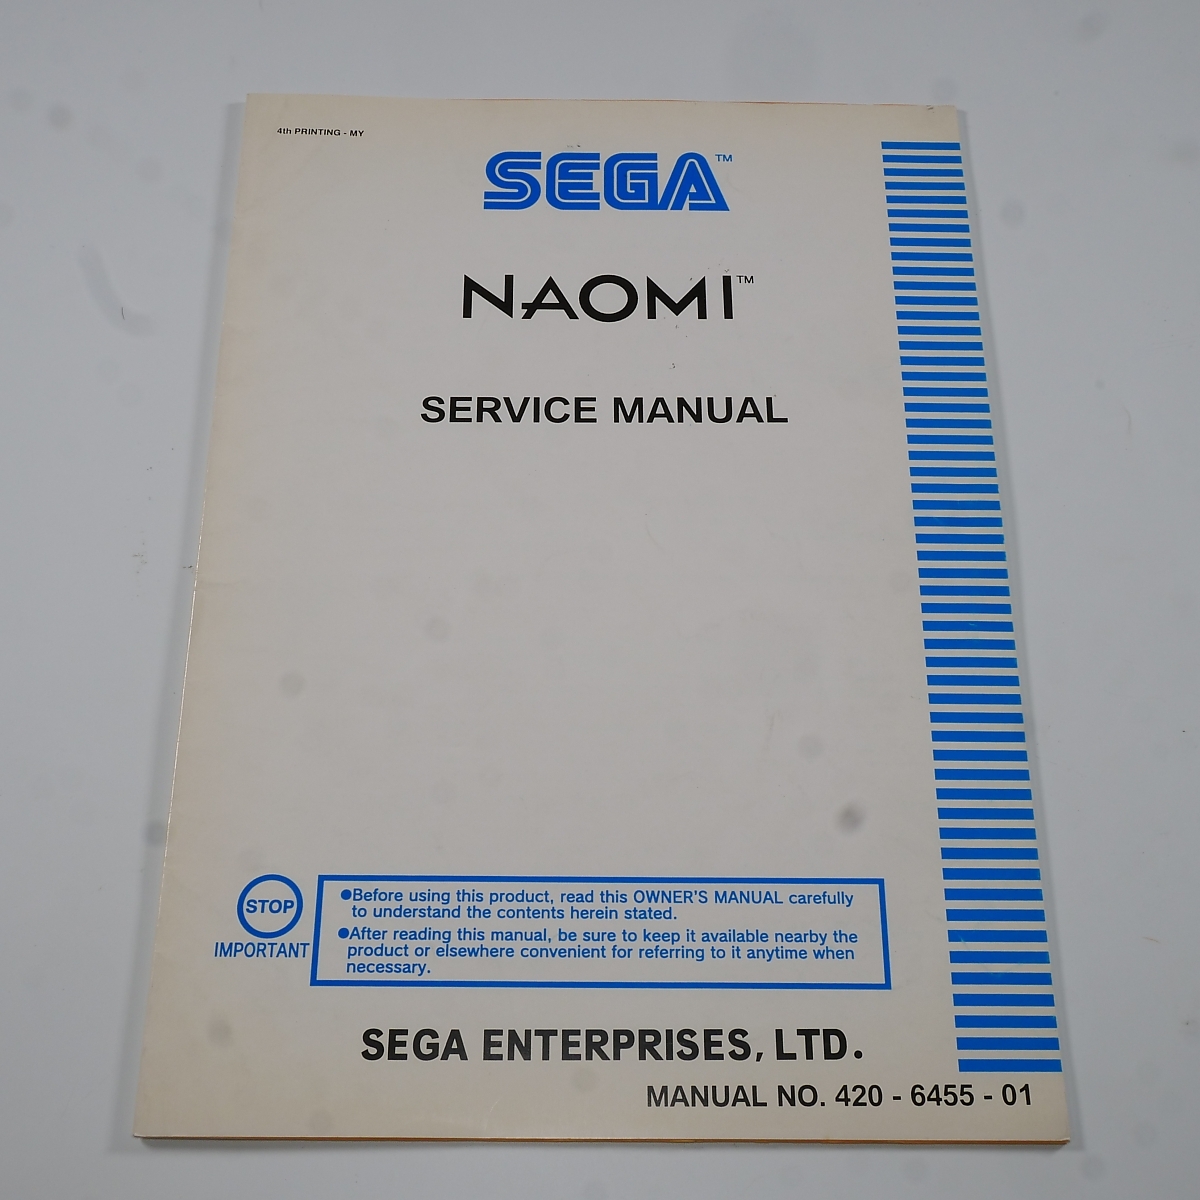 4th PRINTING - MY
SEGA™
NAOMI™
SERVICE MANUAL
STOP
IMPORTANT
●Before using this product, read this OWNER'S MANUAL carefully
to understand the contents herein stated.
●After reading this manual, be sure to keep it available nearby the
product or elsewhere convenient for referring to it anytime when
necessary.
SEGA ENTERPRISES, LTD.
MANUAL NO. 420 - 6455 - 01